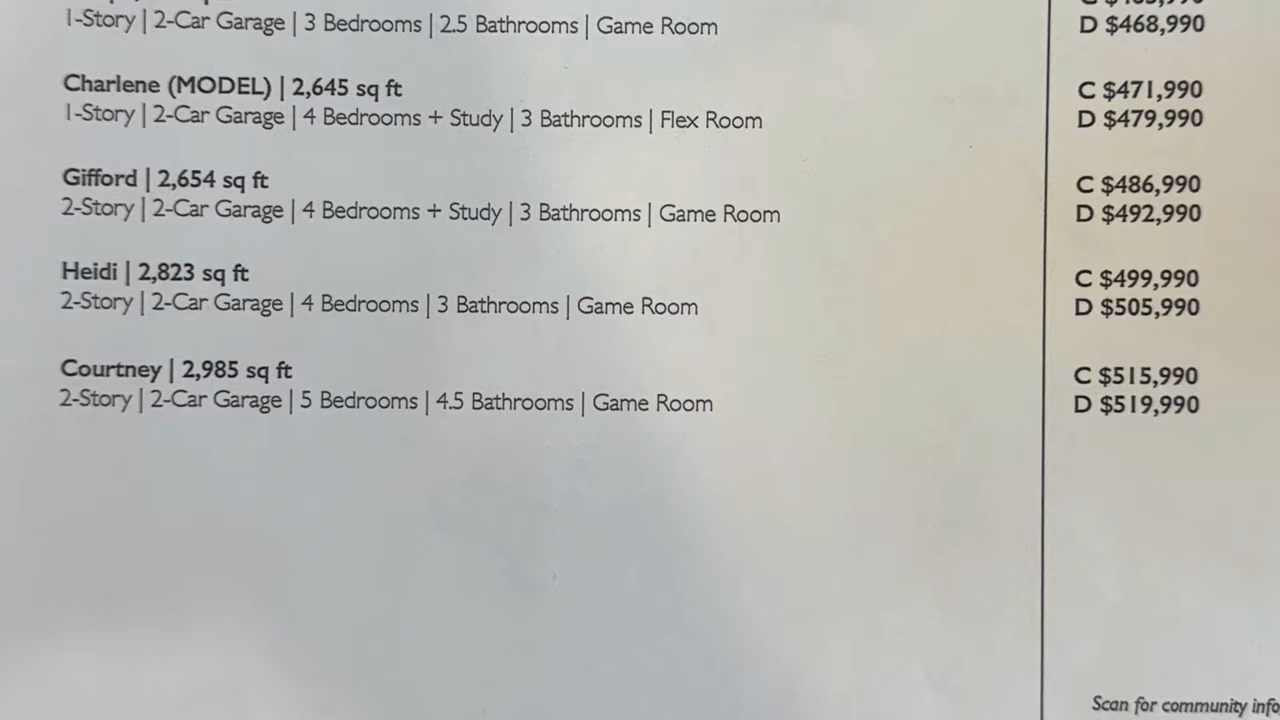 1-Story | 2-Car Garage | 3 Bedrooms | 2.5 Bathrooms | Game Room
D $468,990
Charlene (MODEL) | 2,645 sq ft
C $471,990
1-Story | 2-Car Garage | 4 Bedrooms + Study | 3 Bathrooms | Flex Room
D $479,990
Gifford | 2,654 sq ft
C $486,990
2-Story | 2-Car Garage | 4 Bedrooms + Study | 3 Bathrooms | Game Room
D $492,990
Heidi | 2,823 sq ft
C $499,990
2-Story | 2-Car Garage | 4 Bedrooms | 3 Bathrooms | Game Room
D $505,990
Courtney | 2,985 sq ft
C $515,990
2-Story | 2-Car Garage | 5 Bedrooms | 4.5 Bathrooms | Game Room
D $519,990
Scan for community info